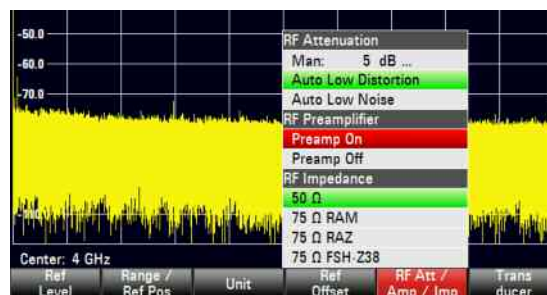 -50.0
-60.0
-70.0
RF Attenuation
Man: 5 dB ...
Auto Low Distortion
Auto Low Noise
RF Preamplifier
Preamp On
Preamp Off
RF Impedance
50 Ω
75 Ω RAM
75 Ω RAZ
75 Ω FSH-Z38
Center: 4 GHz
Ref Level
Range / Ref Pos
Unit
Ref Offset
RF Att / Amp / Imp
Trans ducer